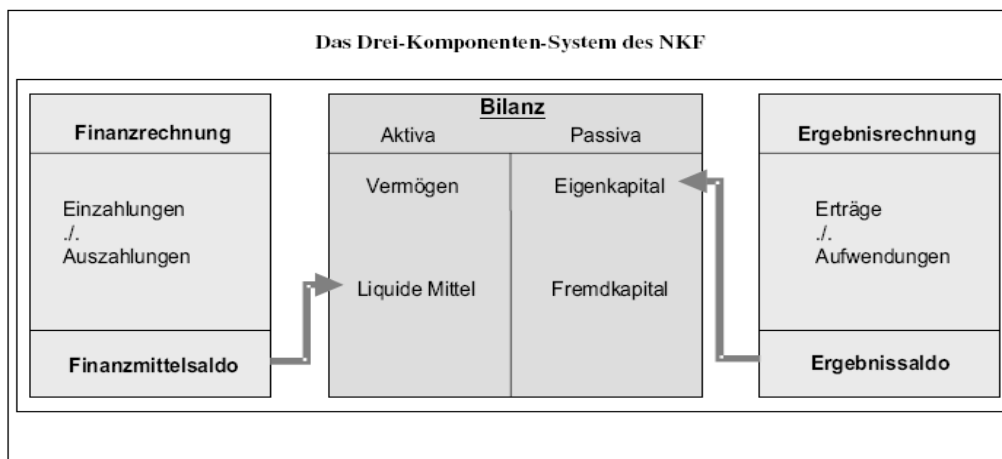 Das Drei-Komponenten-System des NKF
Finanzrechnung
Einzahlungen
./.
Auszahlungen
Finanzmittelsaldo
Bilanz
Aktiva
Passiva
Vermögen
Eigenkapital
Liquide Mittel
Fremdkapital
Ergebnisrechnung
Erträge
./.
Aufwendungen
Ergebnissaldo